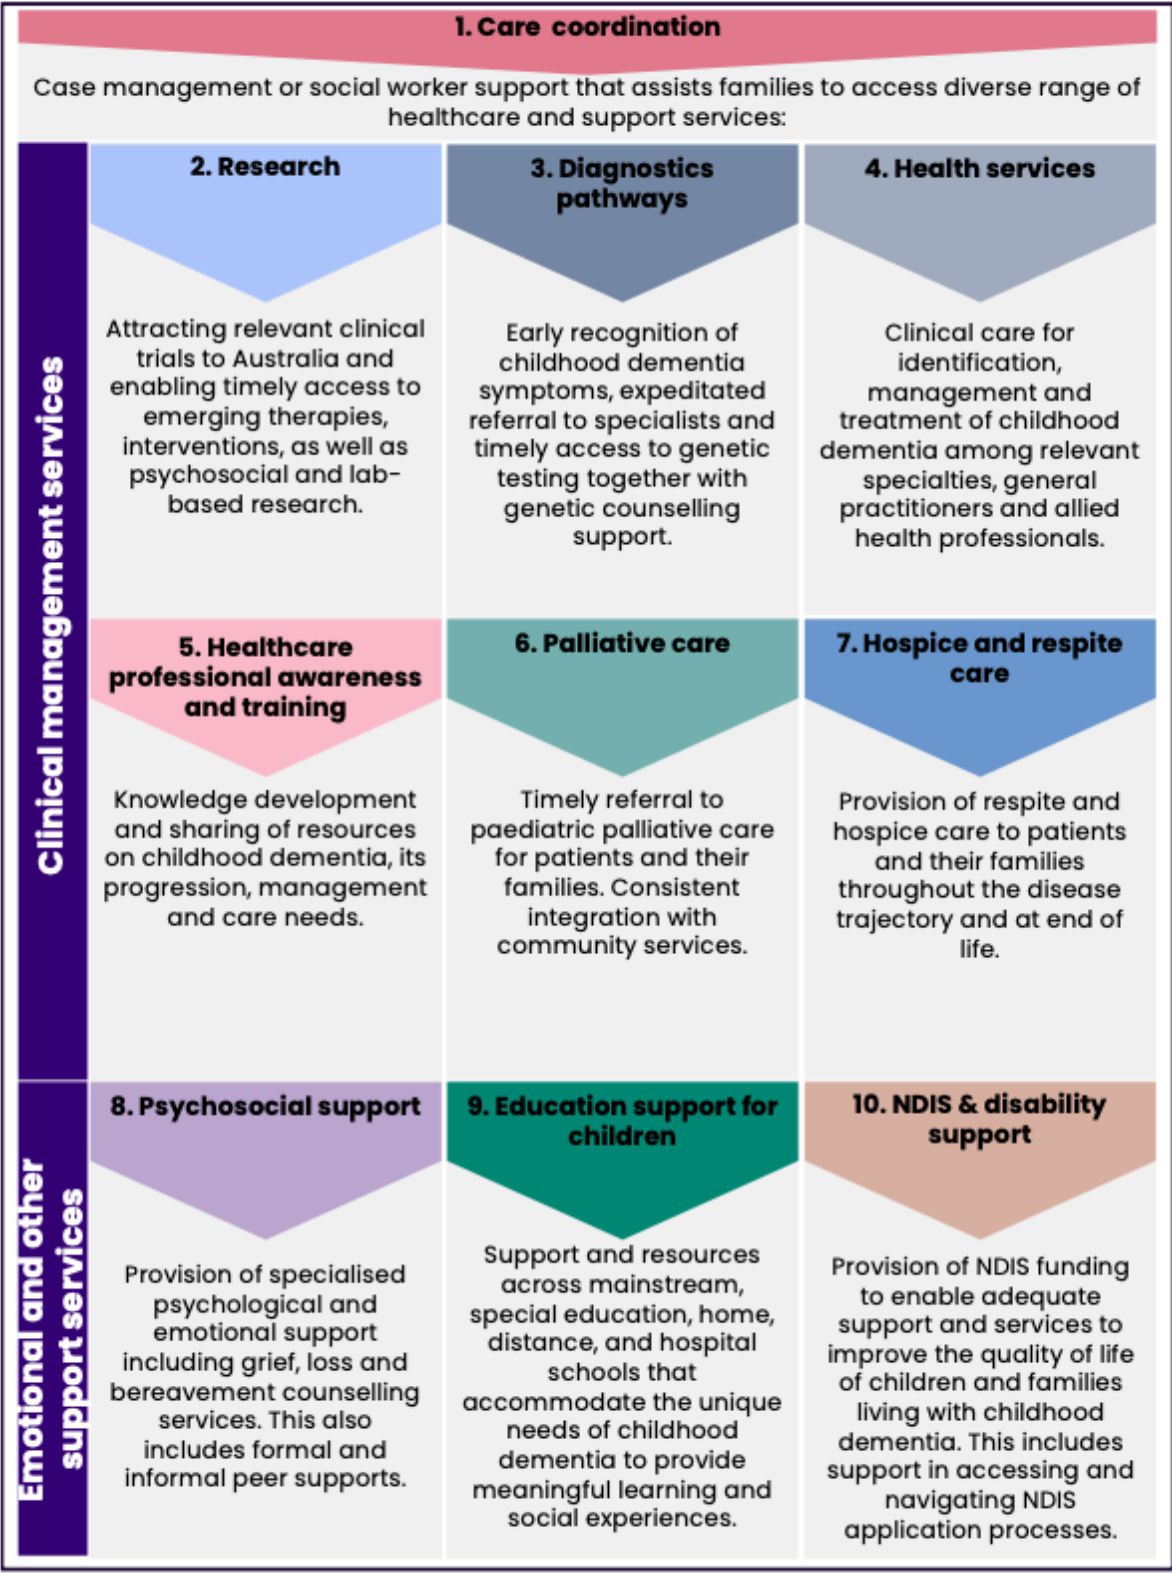 1. Care coordination
Case management or social worker support that assists families to access diverse range of
healthcare and support services:
Clinical management services
2. Research
Attracting relevant clinical
trials to Australia and
enabling timely access to
emerging therapies,
interventions, as well as
psychosocial and lab-
based research.
3. Diagnostics
pathways
Early recognition of
childhood dementia
symptoms, expeditated
referral to specialists and
timely access to genetic
testing together with
genetic counselling
support.
4. Health services
Clinical care for
identification,
management and
treatment of childhood
dementia among relevant
specialties, general
practitioners and allied
health professionals.
5. Healthcare
professional awareness
and training
Knowledge development
and sharing of resources
on childhood dementia, its
progression, management
and care needs.
6. Palliative care
Timely referral to
paediatric palliative care
for patients and their
families. Consistent
integration with
community services.
7. Hospice and respite
care
Provision of respite and
hospice care to patients
and their families
throughout the disease
trajectory and at end of
life.
Emotional and other
support services
8. Psychosocial support
Provision of specialised
psychological and
emotional support
including grief, loss and
bereavement counselling
services. This also
includes formal and
informal peer supports.
9. Education support for
children
Support and resources
across mainstream,
special education, home,
distance, and hospital
schools that
accommodate the unique
needs of childhood
dementia to provide
meaningful learning and
social experiences.
10. NDIS & disability
support
Provision of NDIS funding
to enable adequate
support and services to
improve the quality of life
of children and families
living with childhood
dementia. This includes
support in accessing and
navigating NDIS
application processes.